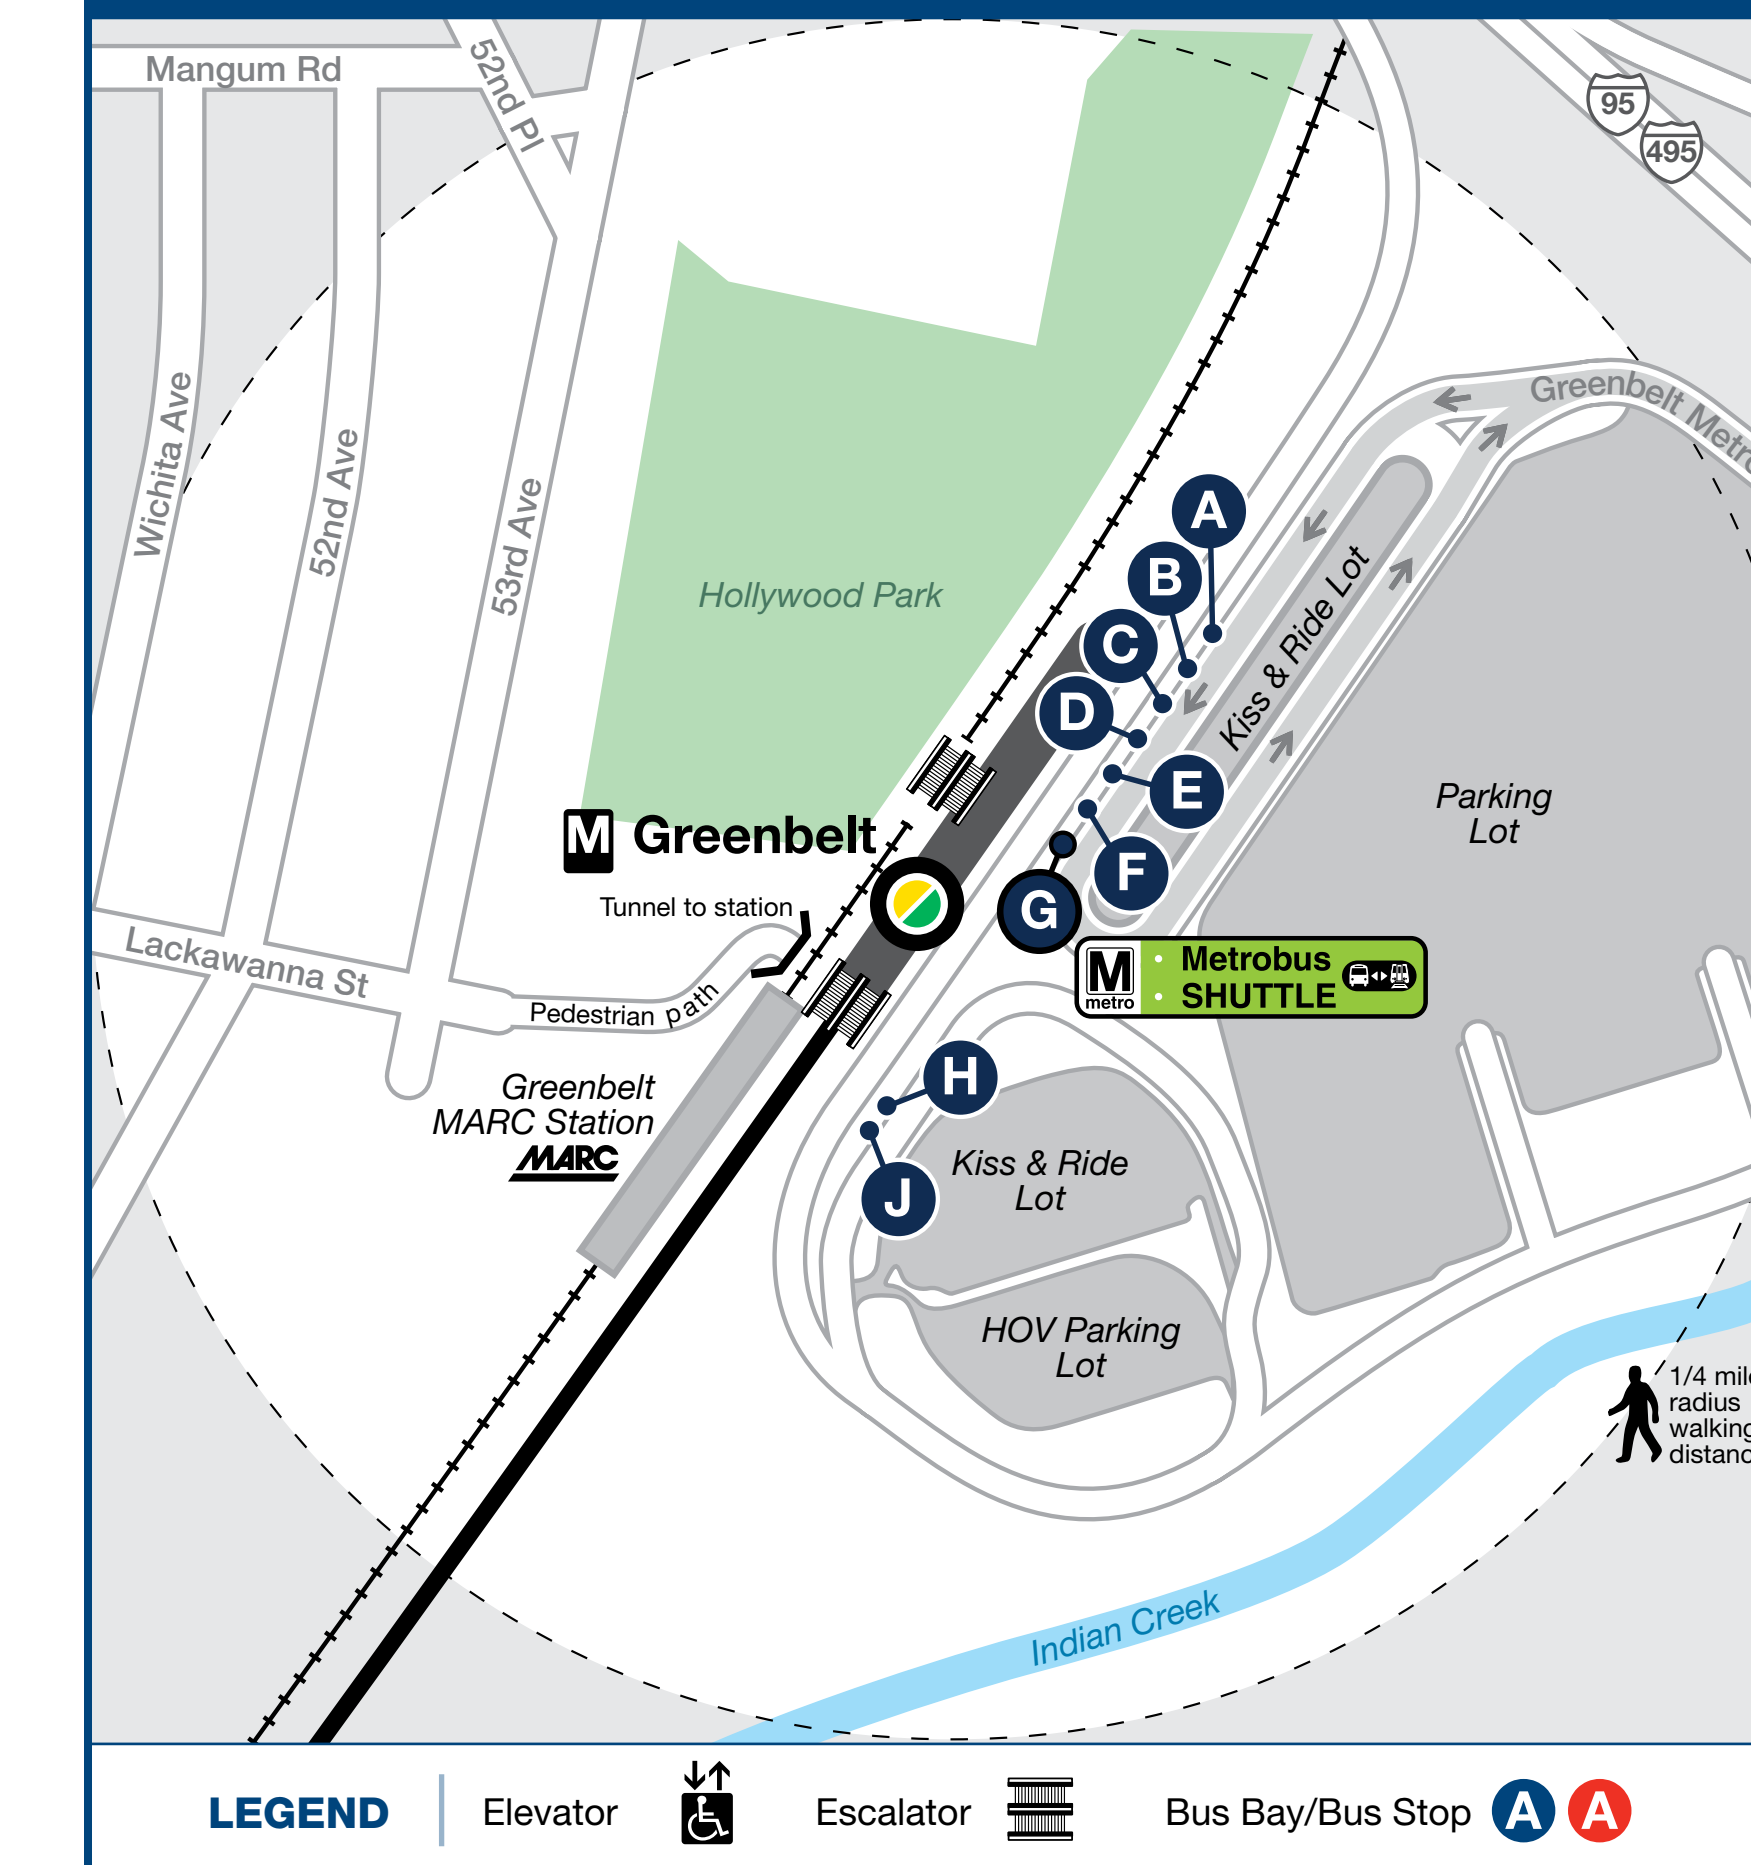 Mangum Rd
52nd Pl
95
495
Wichita Ave
52nd Ave
53rd Ave
Greenbelt Metro
A
B
C
D
E
F
G
Kiss & Ride Lot
Hollywood Park
Parking
Lot
M Greenbelt
Tunnel to station
Lackawanna St
Pedestrian path
M
metro
• Metrobus
• SHUTTLE
Greenbelt
MARC Station
MARC
H
J
Kiss & Ride
Lot
HOV Parking
Lot
1/4 mile
radius
walking
distanc
Indian Creek
LEGEND
Elevator
Escalator
Bus Bay/Bus Stop A A